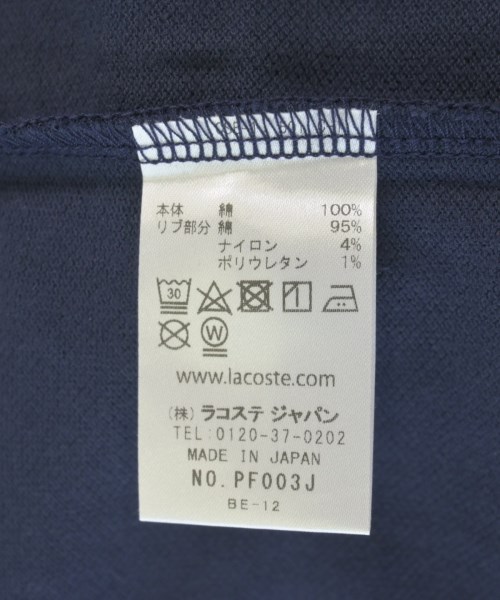 本体 綿 100%
リブ部分 綿 95%
ナイロン 4%
ポリウレタン 1%
30
W
www.lacoste.com
(株) ラコステ ジャパン
TEL:0120-37-0202
MADE IN JAPAN
NO. PF003J
BE-12